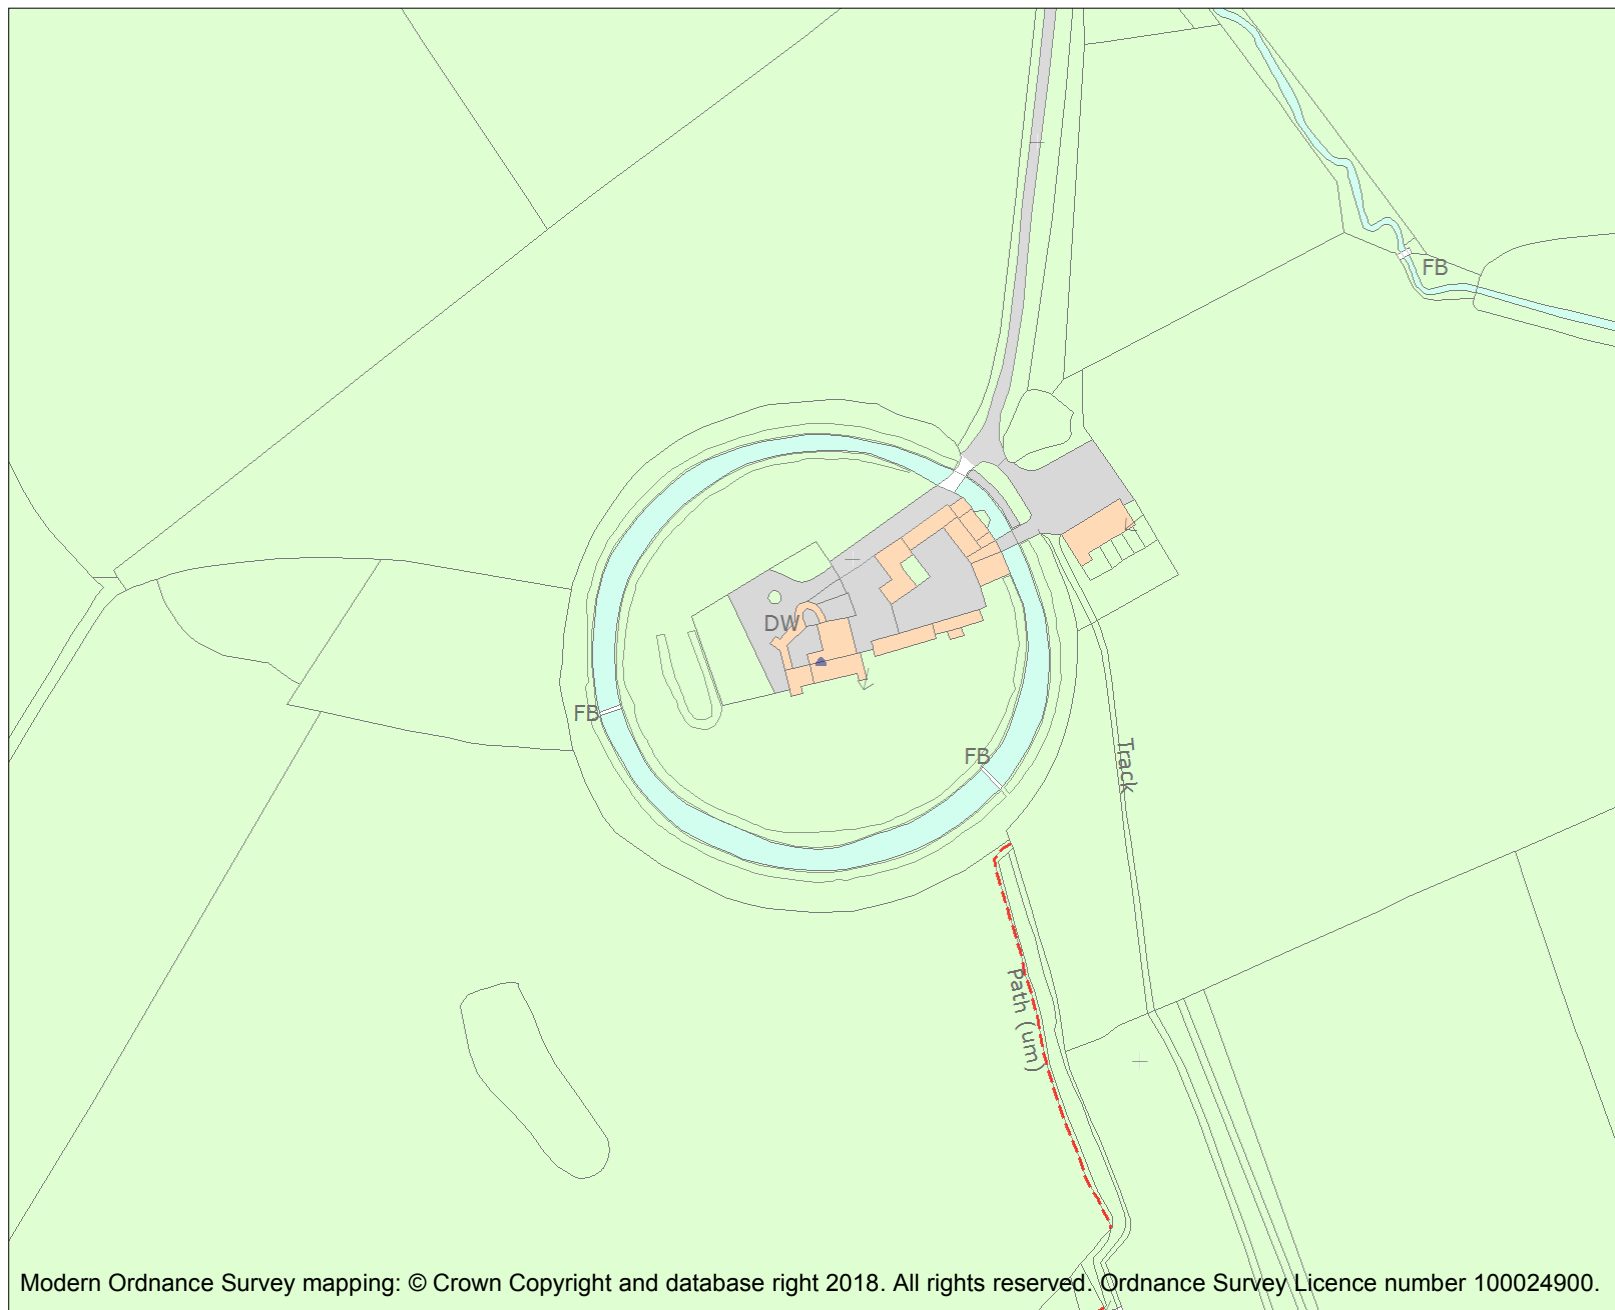 FB
DW
FB
FB
Track
Path (um)
Modern Ordnance Survey mapping: © Crown Copyright and database right 2018. All rights reserved. Ordnance Survey Licence number 100024900.